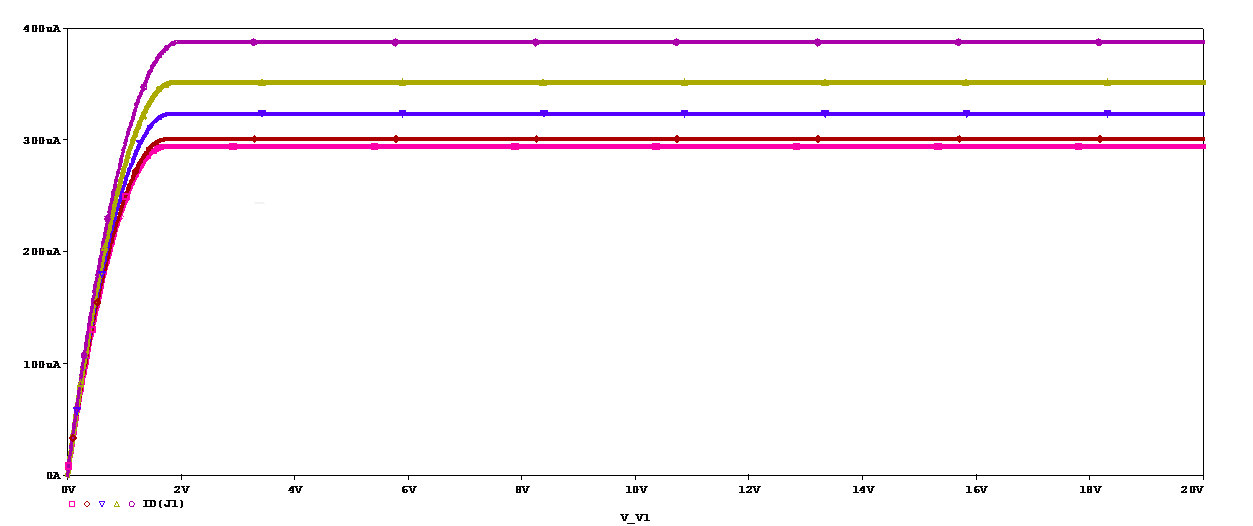 400uA
300uA
200uA
100uA
0A
0V 2V 4V 6V 8V 10V 12V 14V 16V 18V 20V
ID(J1)
V_V1